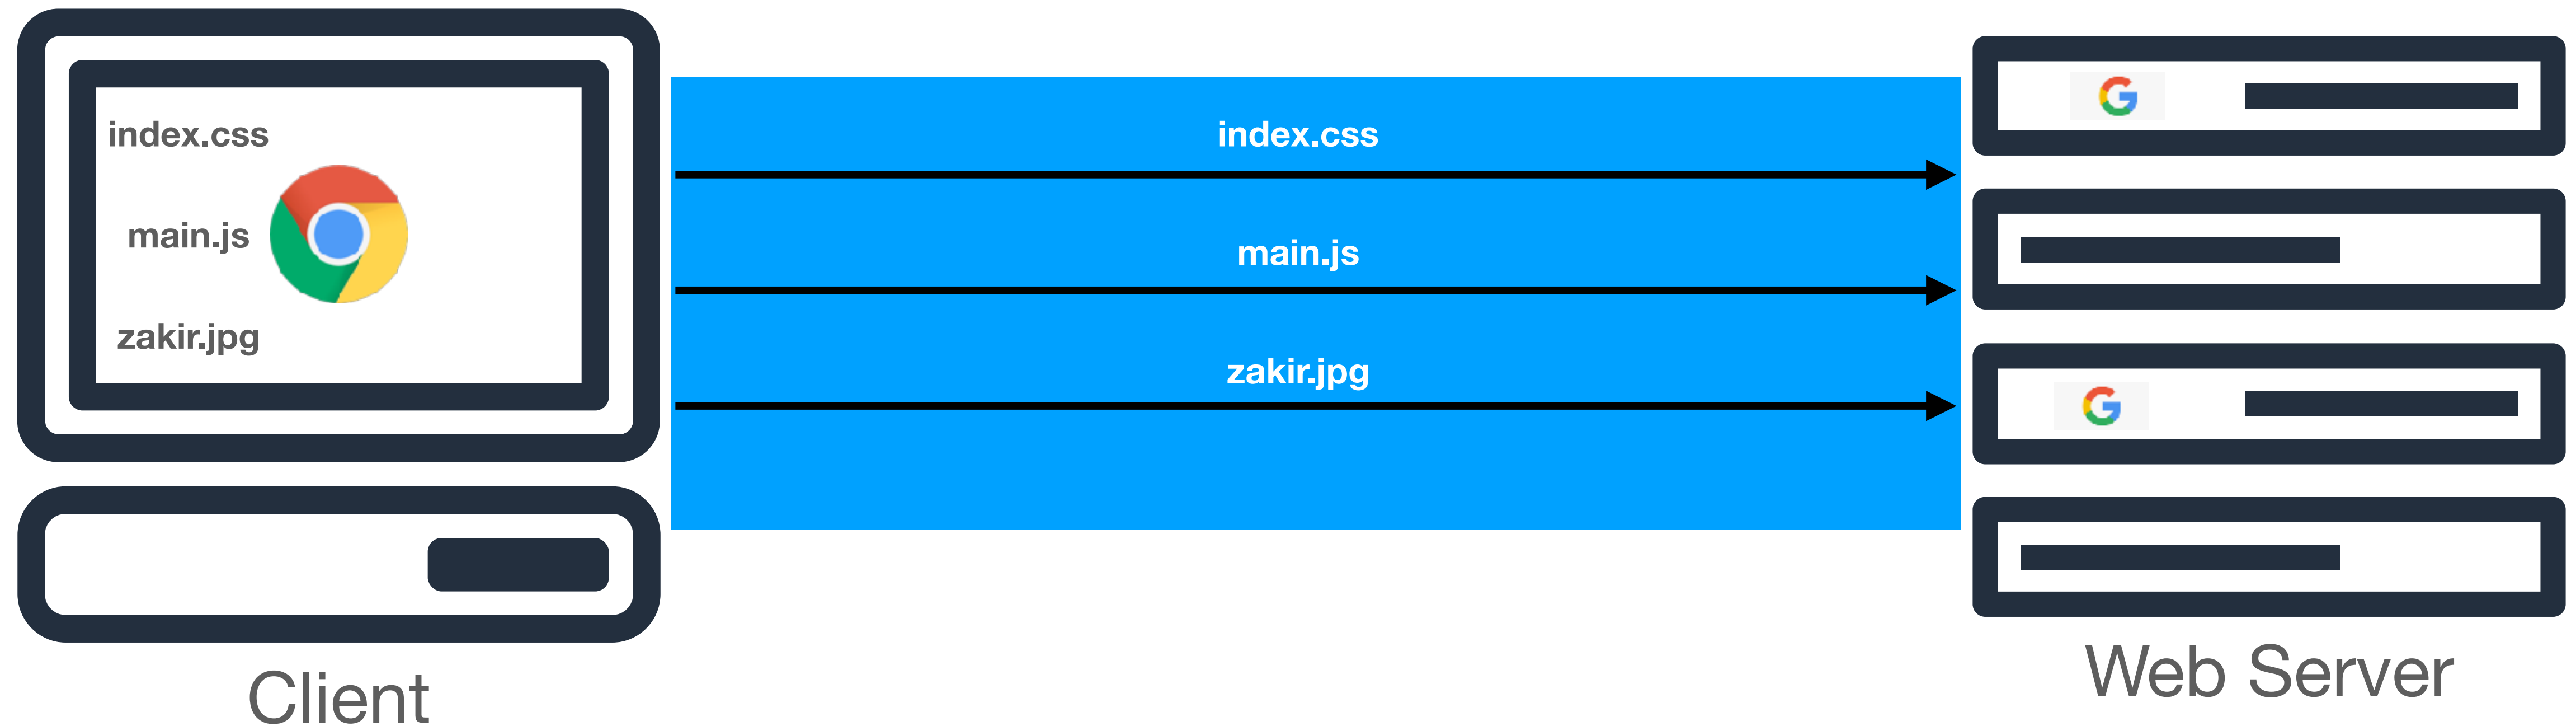 index.css
main.js
zakir.jpg
index.css
main.js
zakir.jpg
Client
Web Server